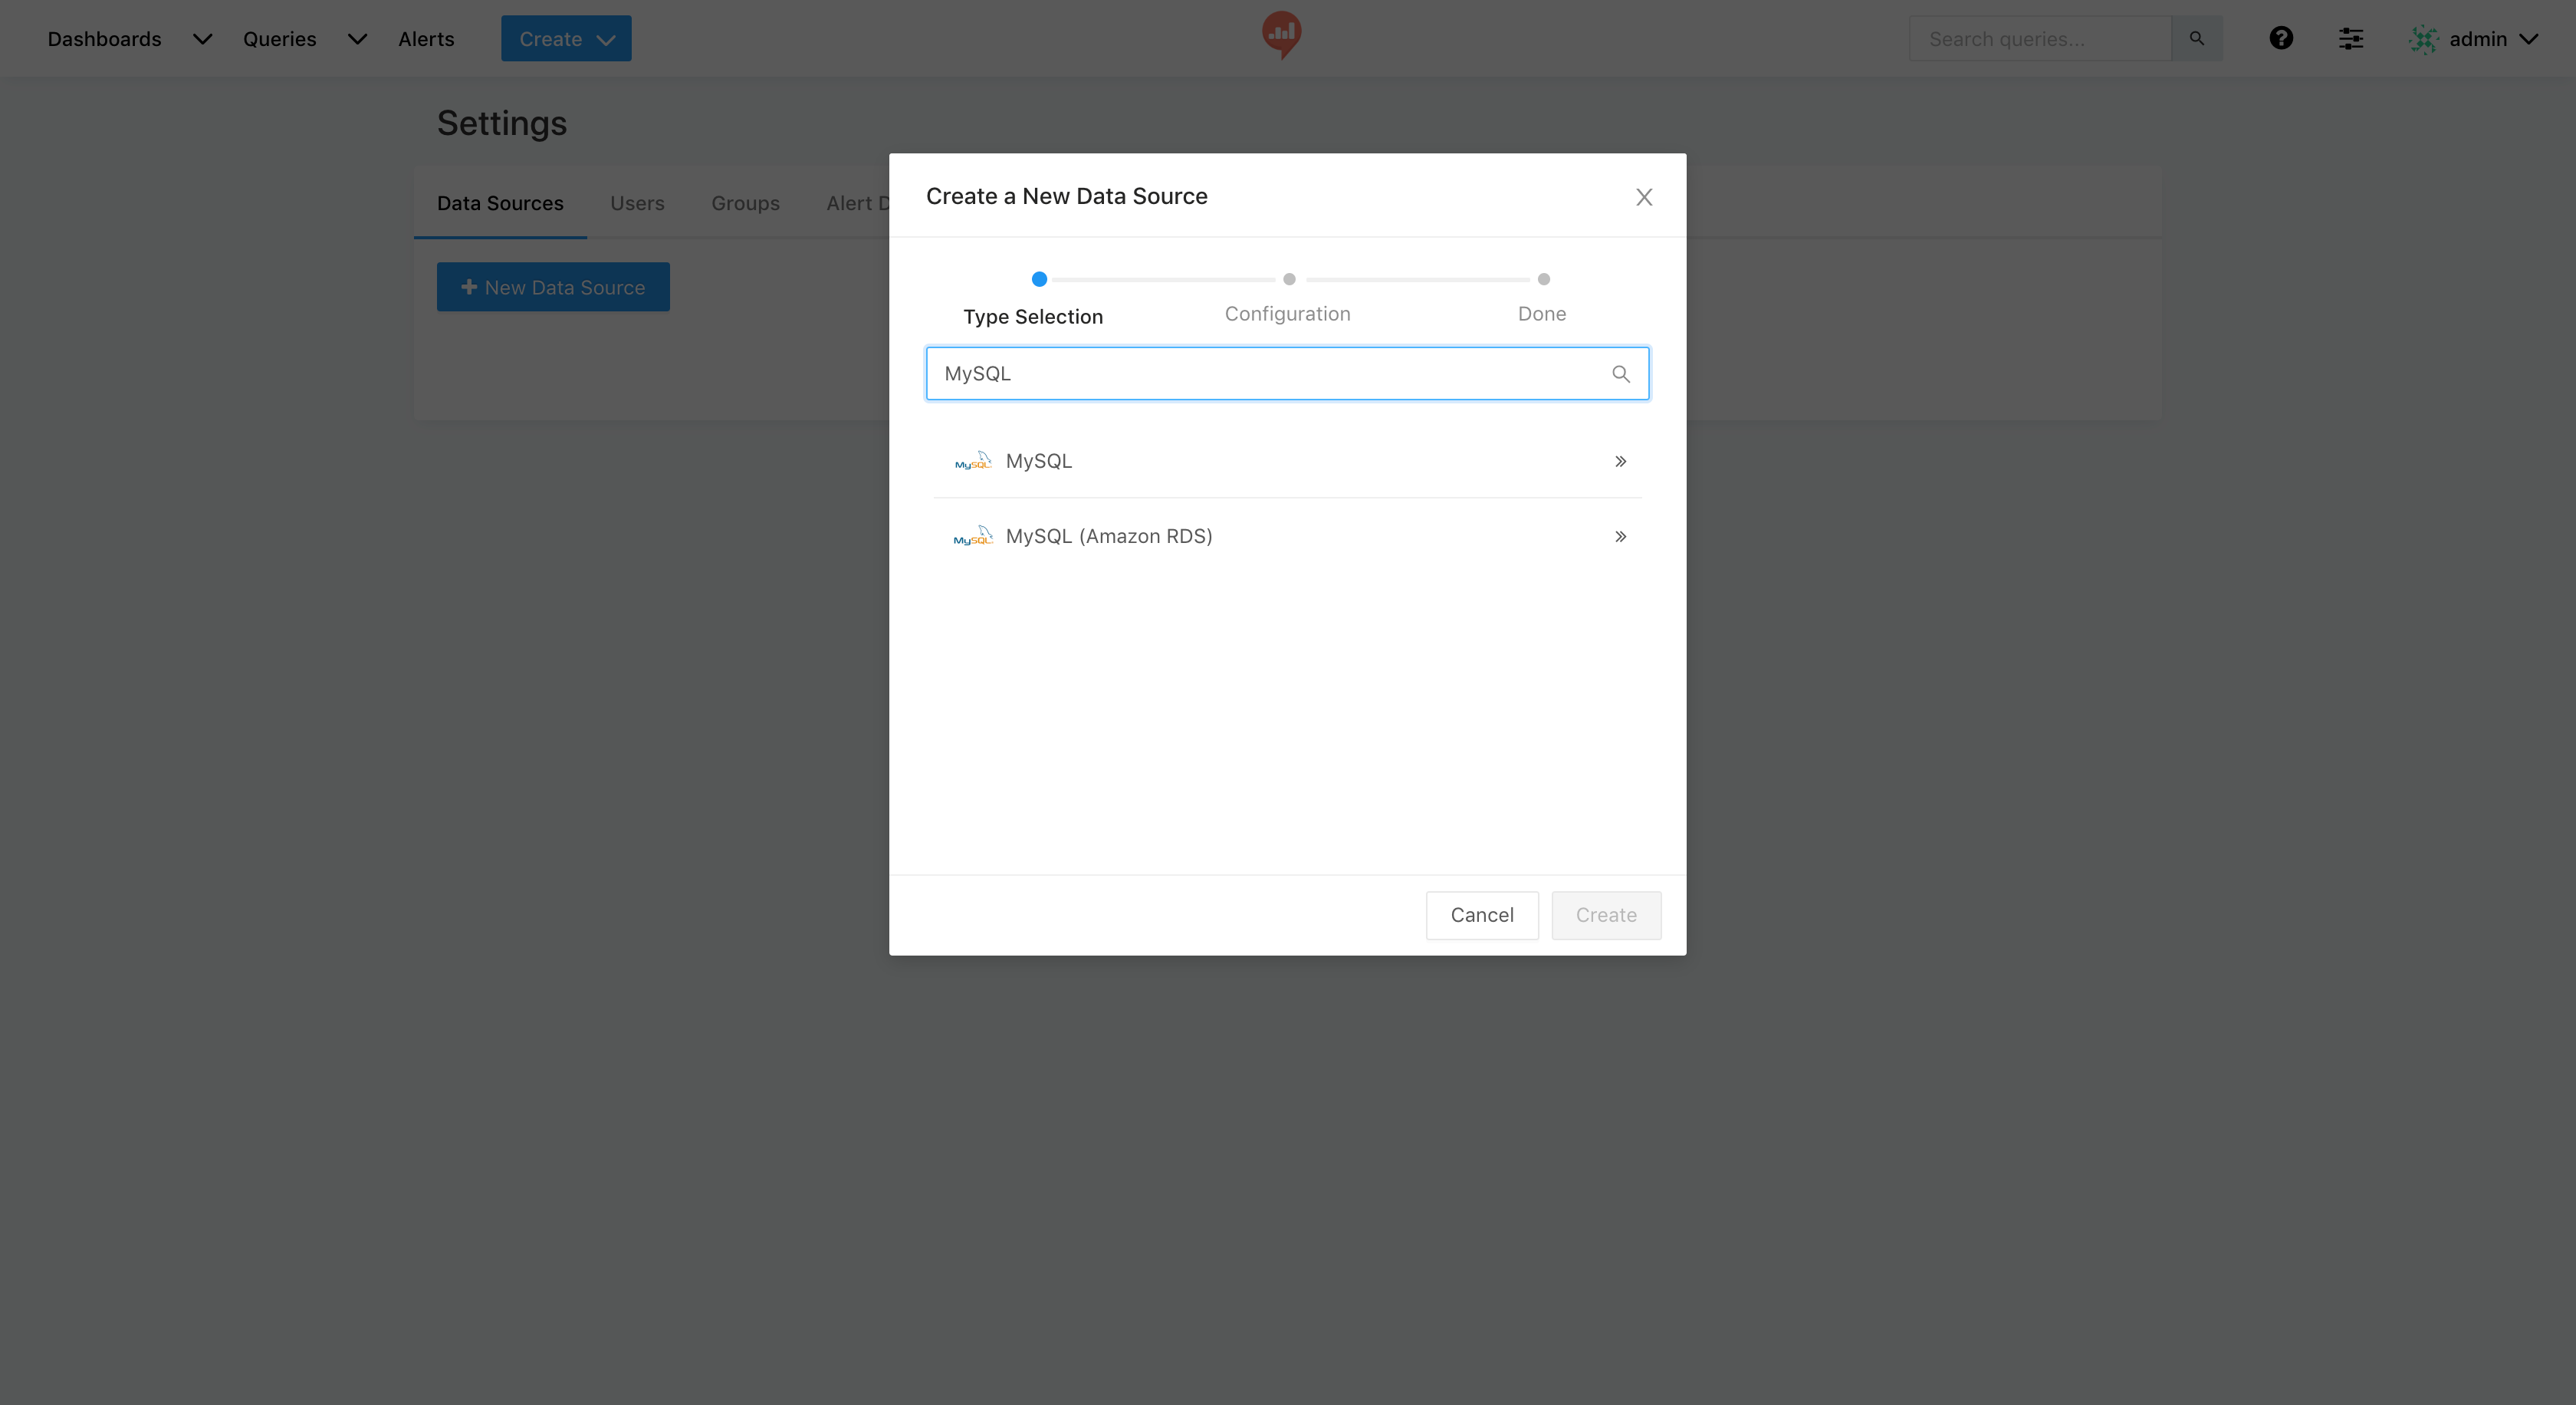 Dashboards Queries Alerts Create Search queries... admin
Settings
Data Sources Users Groups Alert D
+ New Data Source
Create a New Data Source
Type Selection Configuration Done
MySQL
MySQL MySQL
MySQL MySQL (Amazon RDS)
Cancel Create